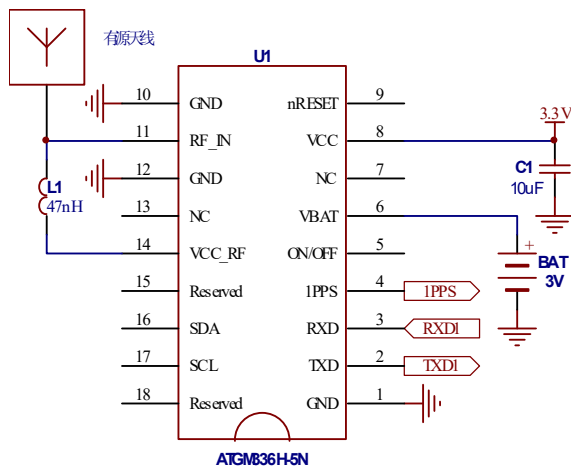 有源天线
U1
10 GND nRESET 9
11 RF_IN VCC 8
12 GND NC 7
13 NC VBAT 6
14 VCC_RF ON/OFF 5
15 Reserved 1PPS 4 1PPS
16 SDA RXD 3 RXD1
17 SCL TXD 2 TXD1
18 Reserved GND 1
ATGM336H-5N
L1
47nH
3.3V
C1
10uF
+
BAT
3V